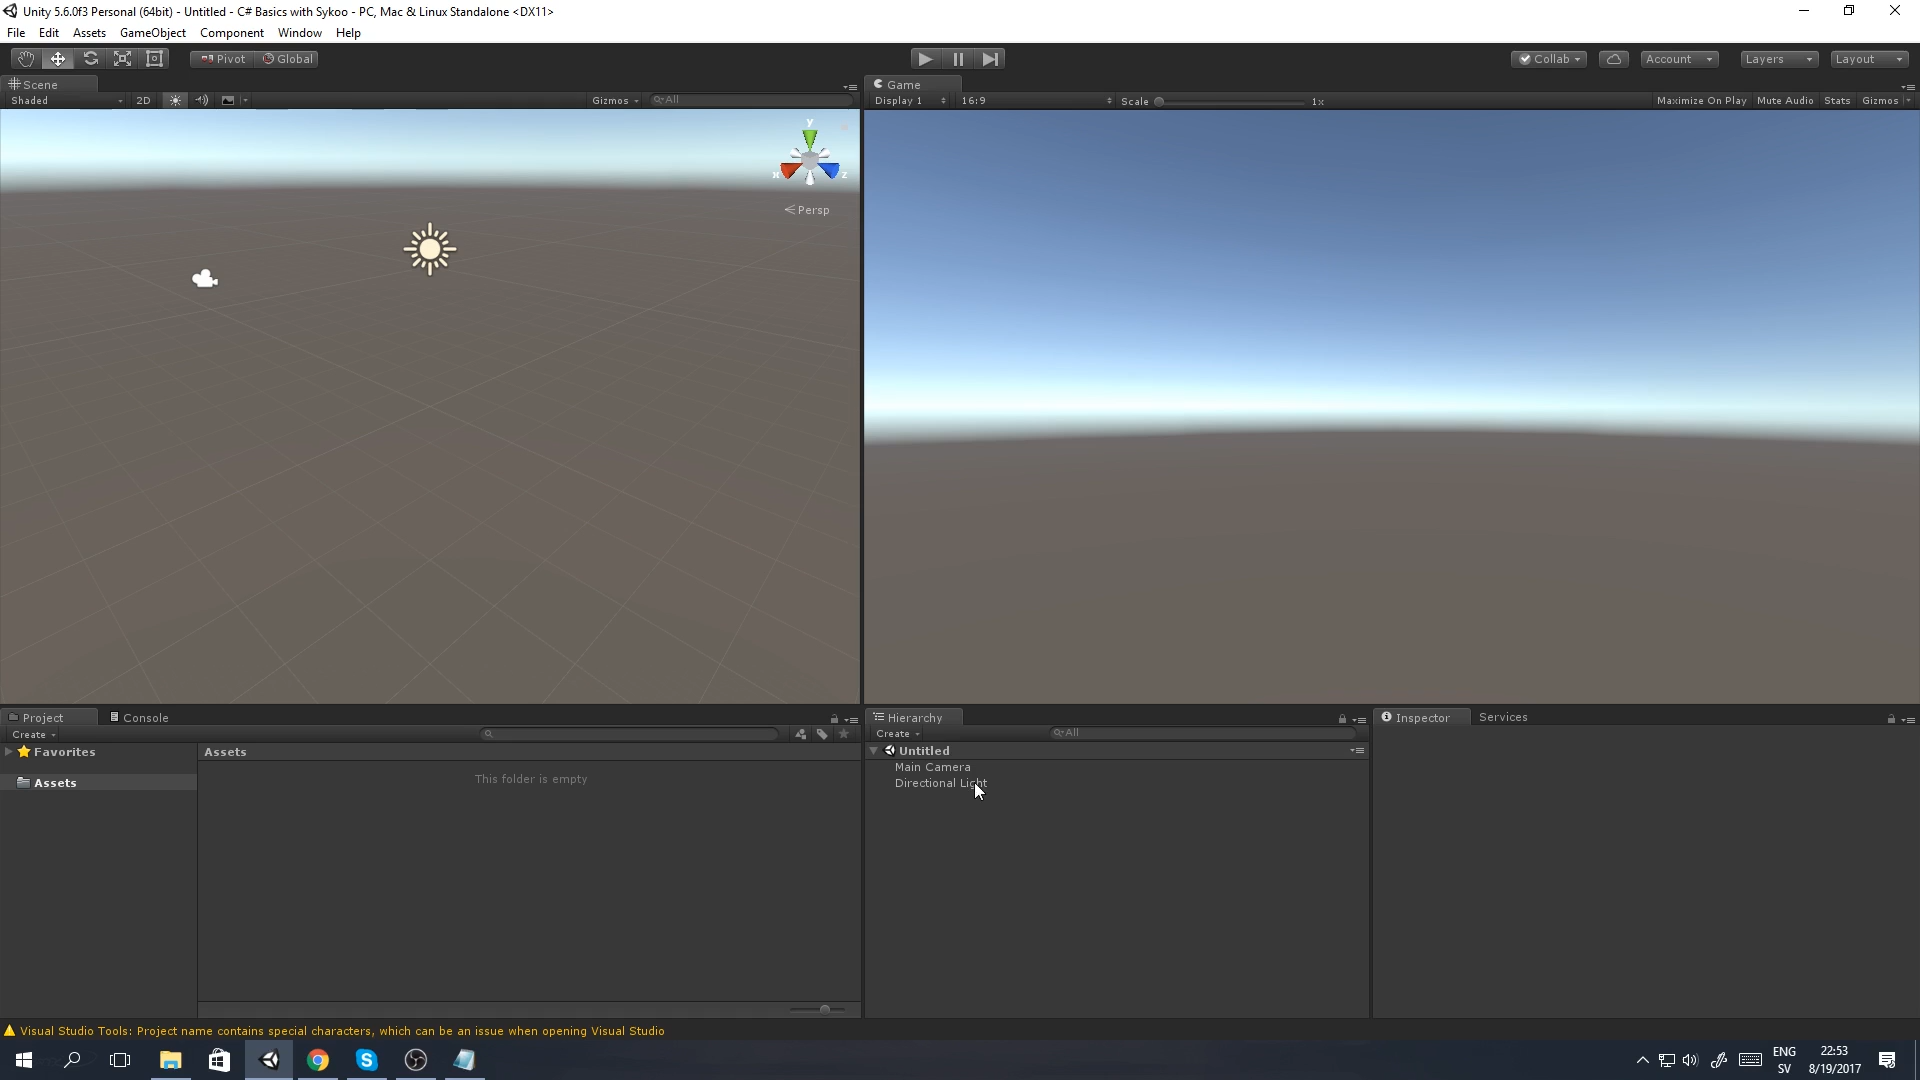 Unity 5.6.0f3 Personal (64bit) - Untitled - C# Basics with Sykoo - PC, Mac & Linux Standalone <DX11>
File Edit Assets GameObject Component Window Help
Pivot Global Collab Account Layers Layout
Scene
Game
Shaded 2D Gizmos All
Display 1 16:9 Scale 1x Maximize On Play Mute Audio Stats Gizmos
y
x z
Persp
Project Console
Hierarchy
Inspector Services
Create
Create All
Favorites
Assets
Assets
This folder is empty
Untitled
Main Camera
Directional Light
Visual Studio Tools: Project name contains special characters, which can be an issue when opening Visual Studio
ENG
SV
22:53
8/19/2017